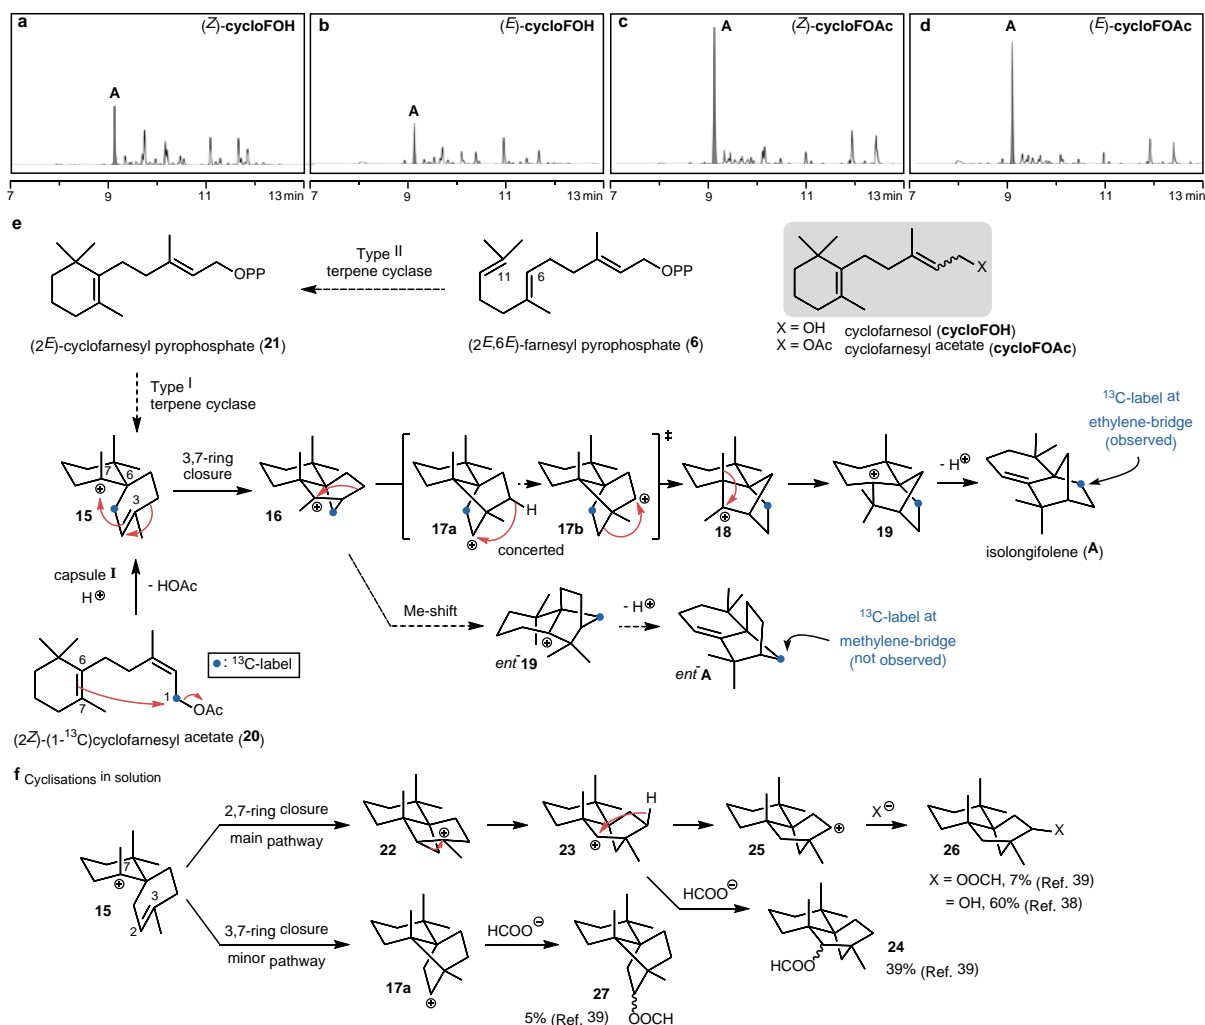 a
(Z)-cycloFOH
A
7 9 11 13 min
b
(E)-cycloFOH
A
7 9 11 13 min
c
(Z)-cycloFOAc
A
7 9 11 13 min
d
(E)-cycloFOAc
A
7 9 11 13 min
e
OPP
(2E)-cyclofarnesyl pyrophosphate (21)
Type II
terpene cyclase
11
6
OPP
(2E,6E)-farnesyl pyrophosphate (6)
X
X = OH cyclofarnesol (cycloFOH)
X = OAc cyclofarnesyl acetate (cycloFOAc)
Type I
terpene cyclase
7
6
3
⊕
15
3,7-ring
closure
⊕
16
17a
H
⊕
17b
⊕
concerted
‡
18
⊕
19
⊕
- H⊕
isolongifolene (A)
13C-label at
ethylene-bridge
(observed)
capsule I
H⊕
- HOAc
6
7
1
OAc
: 13C-label
(2Z)-(1-13C)cyclofarnesyl acetate (20)
Me-shift
⊕
ent-19
- H⊕
ent-A
13C-label at
methylene-bridge
(not observed)
f Cyclisations in solution
7
⊕
3
2
15
2,7-ring closure
main pathway
22
⊕
23
H
⊕
25
⊕
X⊖
26
X
X = OOCH, 7% (Ref. 39)
= OH, 60% (Ref. 38)
3,7-ring closure
minor pathway
17a
⊕
HCOO⊖
27
5% (Ref. 39)
OOCH
HCOO⊖
HCOO
24
39% (Ref. 39)